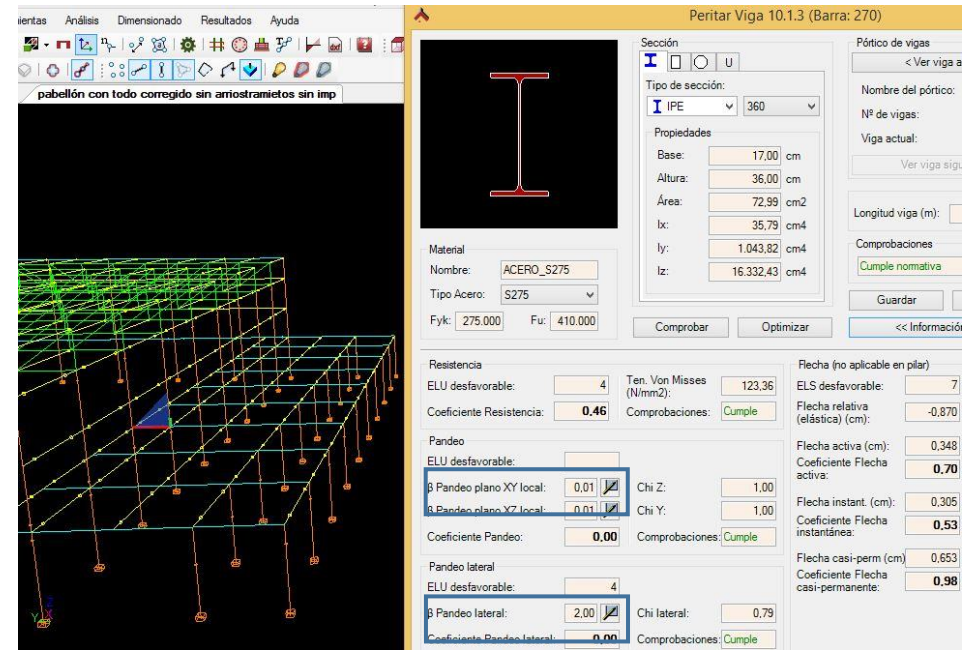 ientas Análisis Dimensionado Resultados Ayuda
pabellón con todo corregido sin arriostramietos sin imp
Peritar Viga 10.1.3 (Barra: 270)
Sección
U
Tipo de sección:
IPE 360
Propiedades
Base: 17,00 cm
Altura: 36,00 cm
Área: 72,99 cm2
Ix: 35,79 cm4
Iy: 1.043,82 cm4
Iz: 16.332,43 cm4
Pórtico de vigas
< Ver viga a
Nombre del pórtico:
Nº de vigas:
Viga actual:
Ver viga sigu
Longitud viga (m):
Comprobaciones
Cumple normativa
Guardar
<< Información
Material
Nombre: ACERO_S275
Tipo Acero: S275
Fyk: 275.000 Fu: 410.000
Comprobar Optimizar
Resistencia
ELU desfavorable: 4 Ten. Von Misses (N/mm2): 123,36
Coeficiente Resistencia: 0.46 Comprobaciones: Cumple
Pandeo
ELU desfavorable:
β Pandeo plano XY local: 0,01 Chi Z: 1,00
β Pandeo plano XZ local: 0,01 Chi Y: 1,00
Coeficiente Pandeo: 0,00 Comprobaciones: Cumple
Pandeo lateral
ELU desfavorable: 4
β Pandeo lateral: 2,00 Chi lateral: 0,79
Coeficiente Pandeo lateral: 0,00 Comprobaciones: Cumple
Flecha (no aplicable en pilar)
ELS desfavorable: 7
Flecha relativa (elástica) (cm): -0,870
Flecha activa (cm): 0,348
Coeficiente Flecha activa: 0,70
Flecha instant. (cm): 0,305
Coeficiente Flecha instantánea: 0,53
Flecha casi-perm (cm) 0,653
Coeficiente Flecha casi-permanente: 0,98
Y X